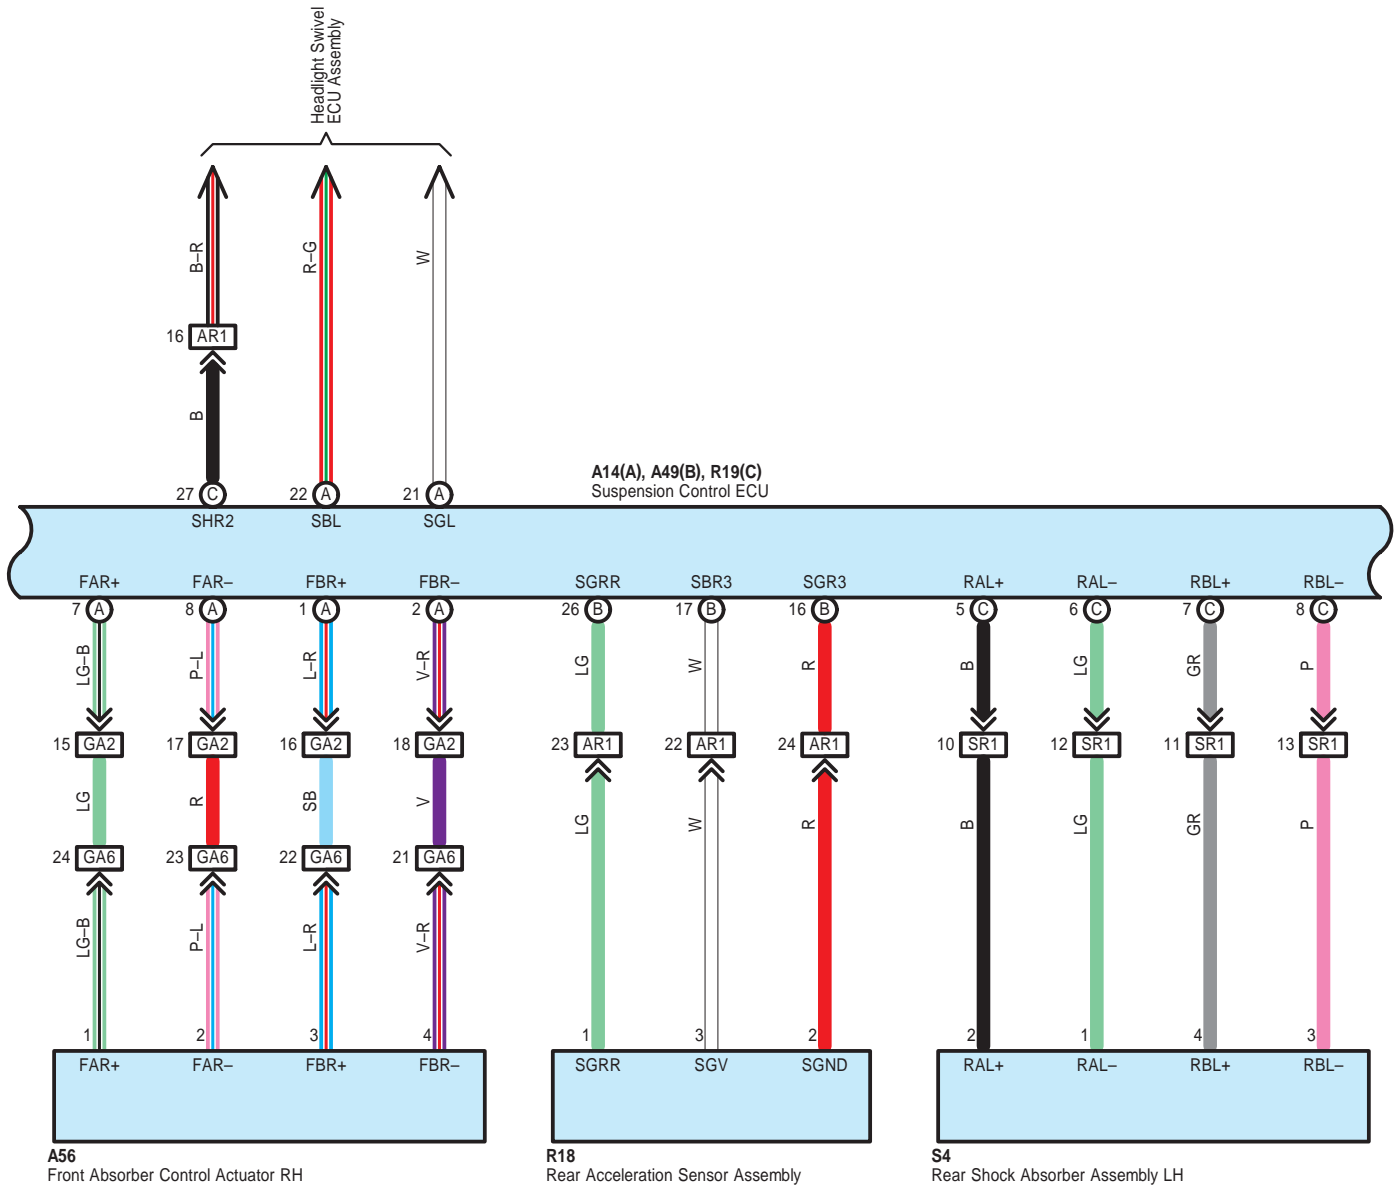 Headlight Swivel
ECU Assembly
B–R
R–G
W
16 AR1
B
A14(A), A49(B), R19(C)
Suspension Control ECU
27 C 22 A 21 A
SHR2 SBL SGL
FAR+ FAR– FBR+ FBR– SGRR SBR3 SGR3 RAL+ RAL– RBL+ RBL–
7 A 8 A 1 A 2 A 26 B 17 B 16 B 5 C 6 C 7 C 8 C
LG–B P–L L–R V–R LG W R B LG GR P
15 GA2 17 GA2 16 GA2 18 GA2 23 AR1 22 AR1 24 AR1 10 SR1 12 SR1 11 SR1 13 SR1
LG R SB V LG W R B LG GR P
24 GA6 23 GA6 22 GA6 21 GA6
LG–B P–L L–R V–R
1 2 3 4 1 3 2 2 1 4 3
FAR+ FAR– FBR+ FBR– SGRR SGV SGND RAL+ RAL– RBL+ RBL–
A56
Front Absorber Control Actuator RH
R18
Rear Acceleration Sensor Assembly
S4
Rear Shock Absorber Assembly LH